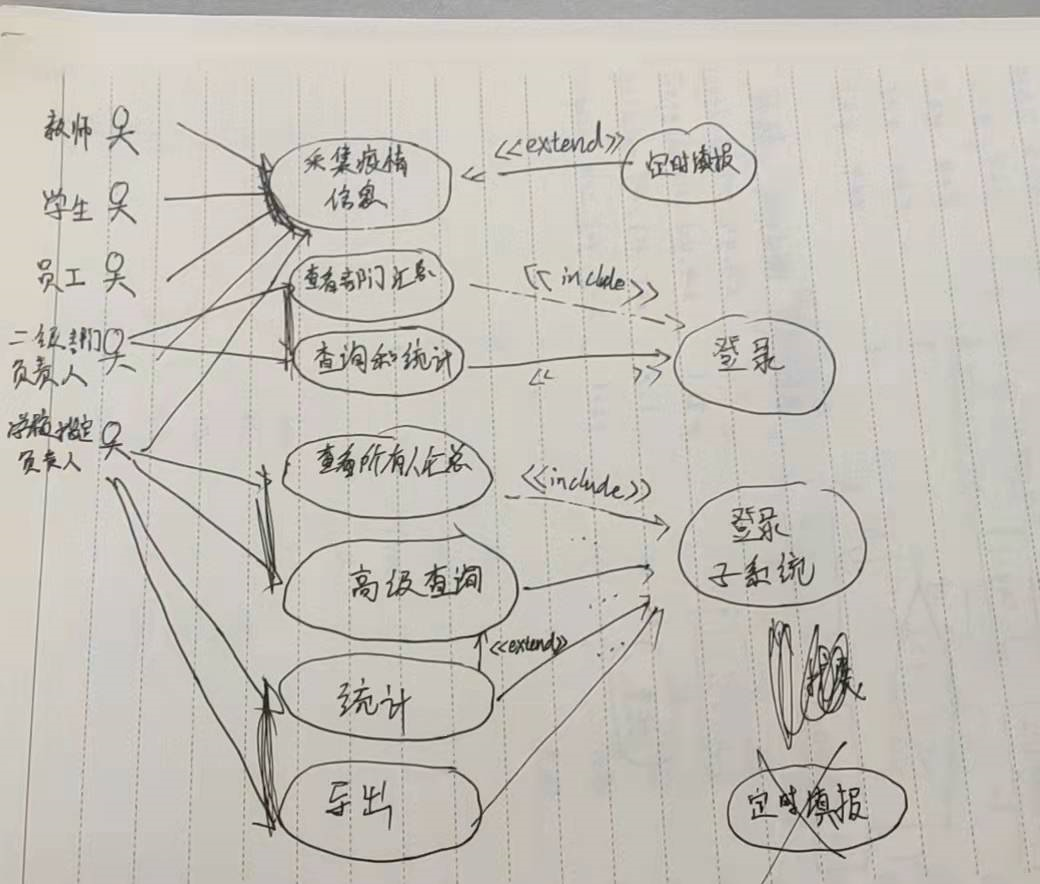 教师
学生
员工
二级部门
负责人
学校指定
负责人
采集疫情
信息
<<extend>>
定时填报
查看部门汇总
<<include>>
查询和统计
<< >>
登录
查看所有人汇总
<<include>>
登录
子系统
高级查询
...
...
...
<<extend>>
统计
导出
定时填报